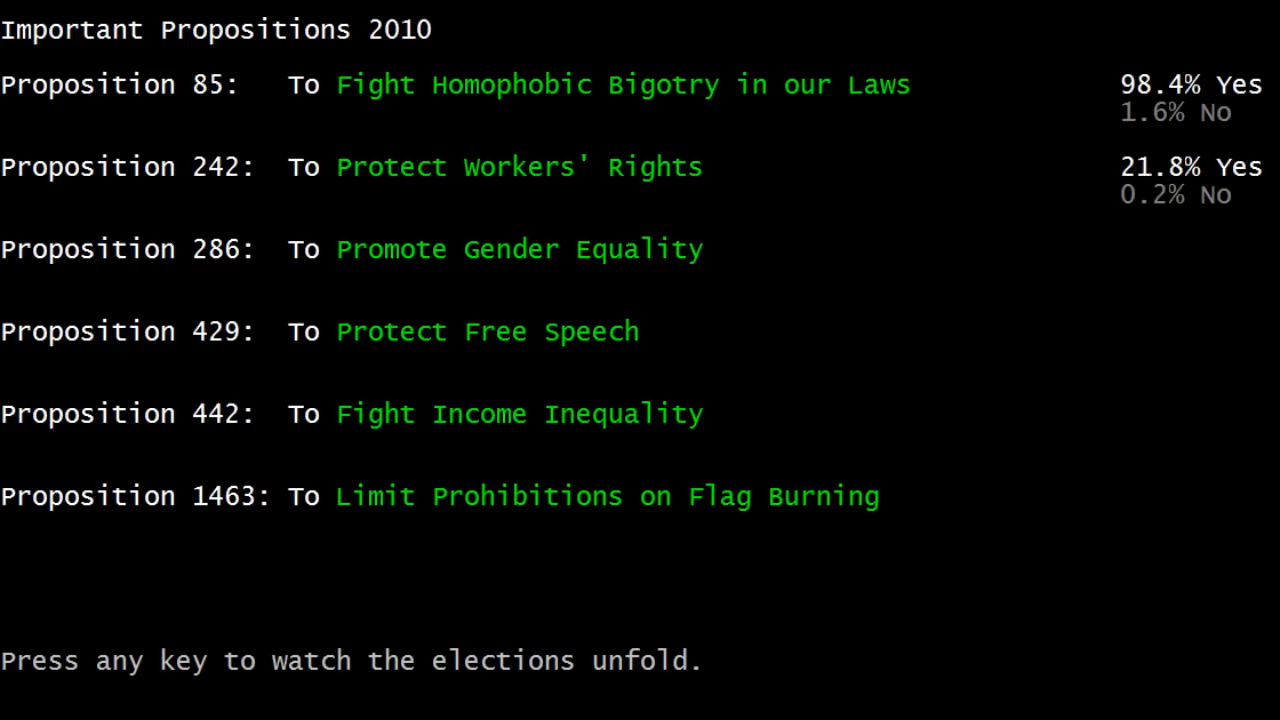 Important Propositions 2010
Proposition 85: To Fight Homophobic Bigotry in our Laws 98.4% Yes
1.6% No
Proposition 242: To Protect Workers' Rights 21.8% Yes
0.2% No
Proposition 286: To Promote Gender Equality
Proposition 429: To Protect Free Speech
Proposition 442: To Fight Income Inequality
Proposition 1463: To Limit Prohibitions on Flag Burning
Press any key to watch the elections unfold.